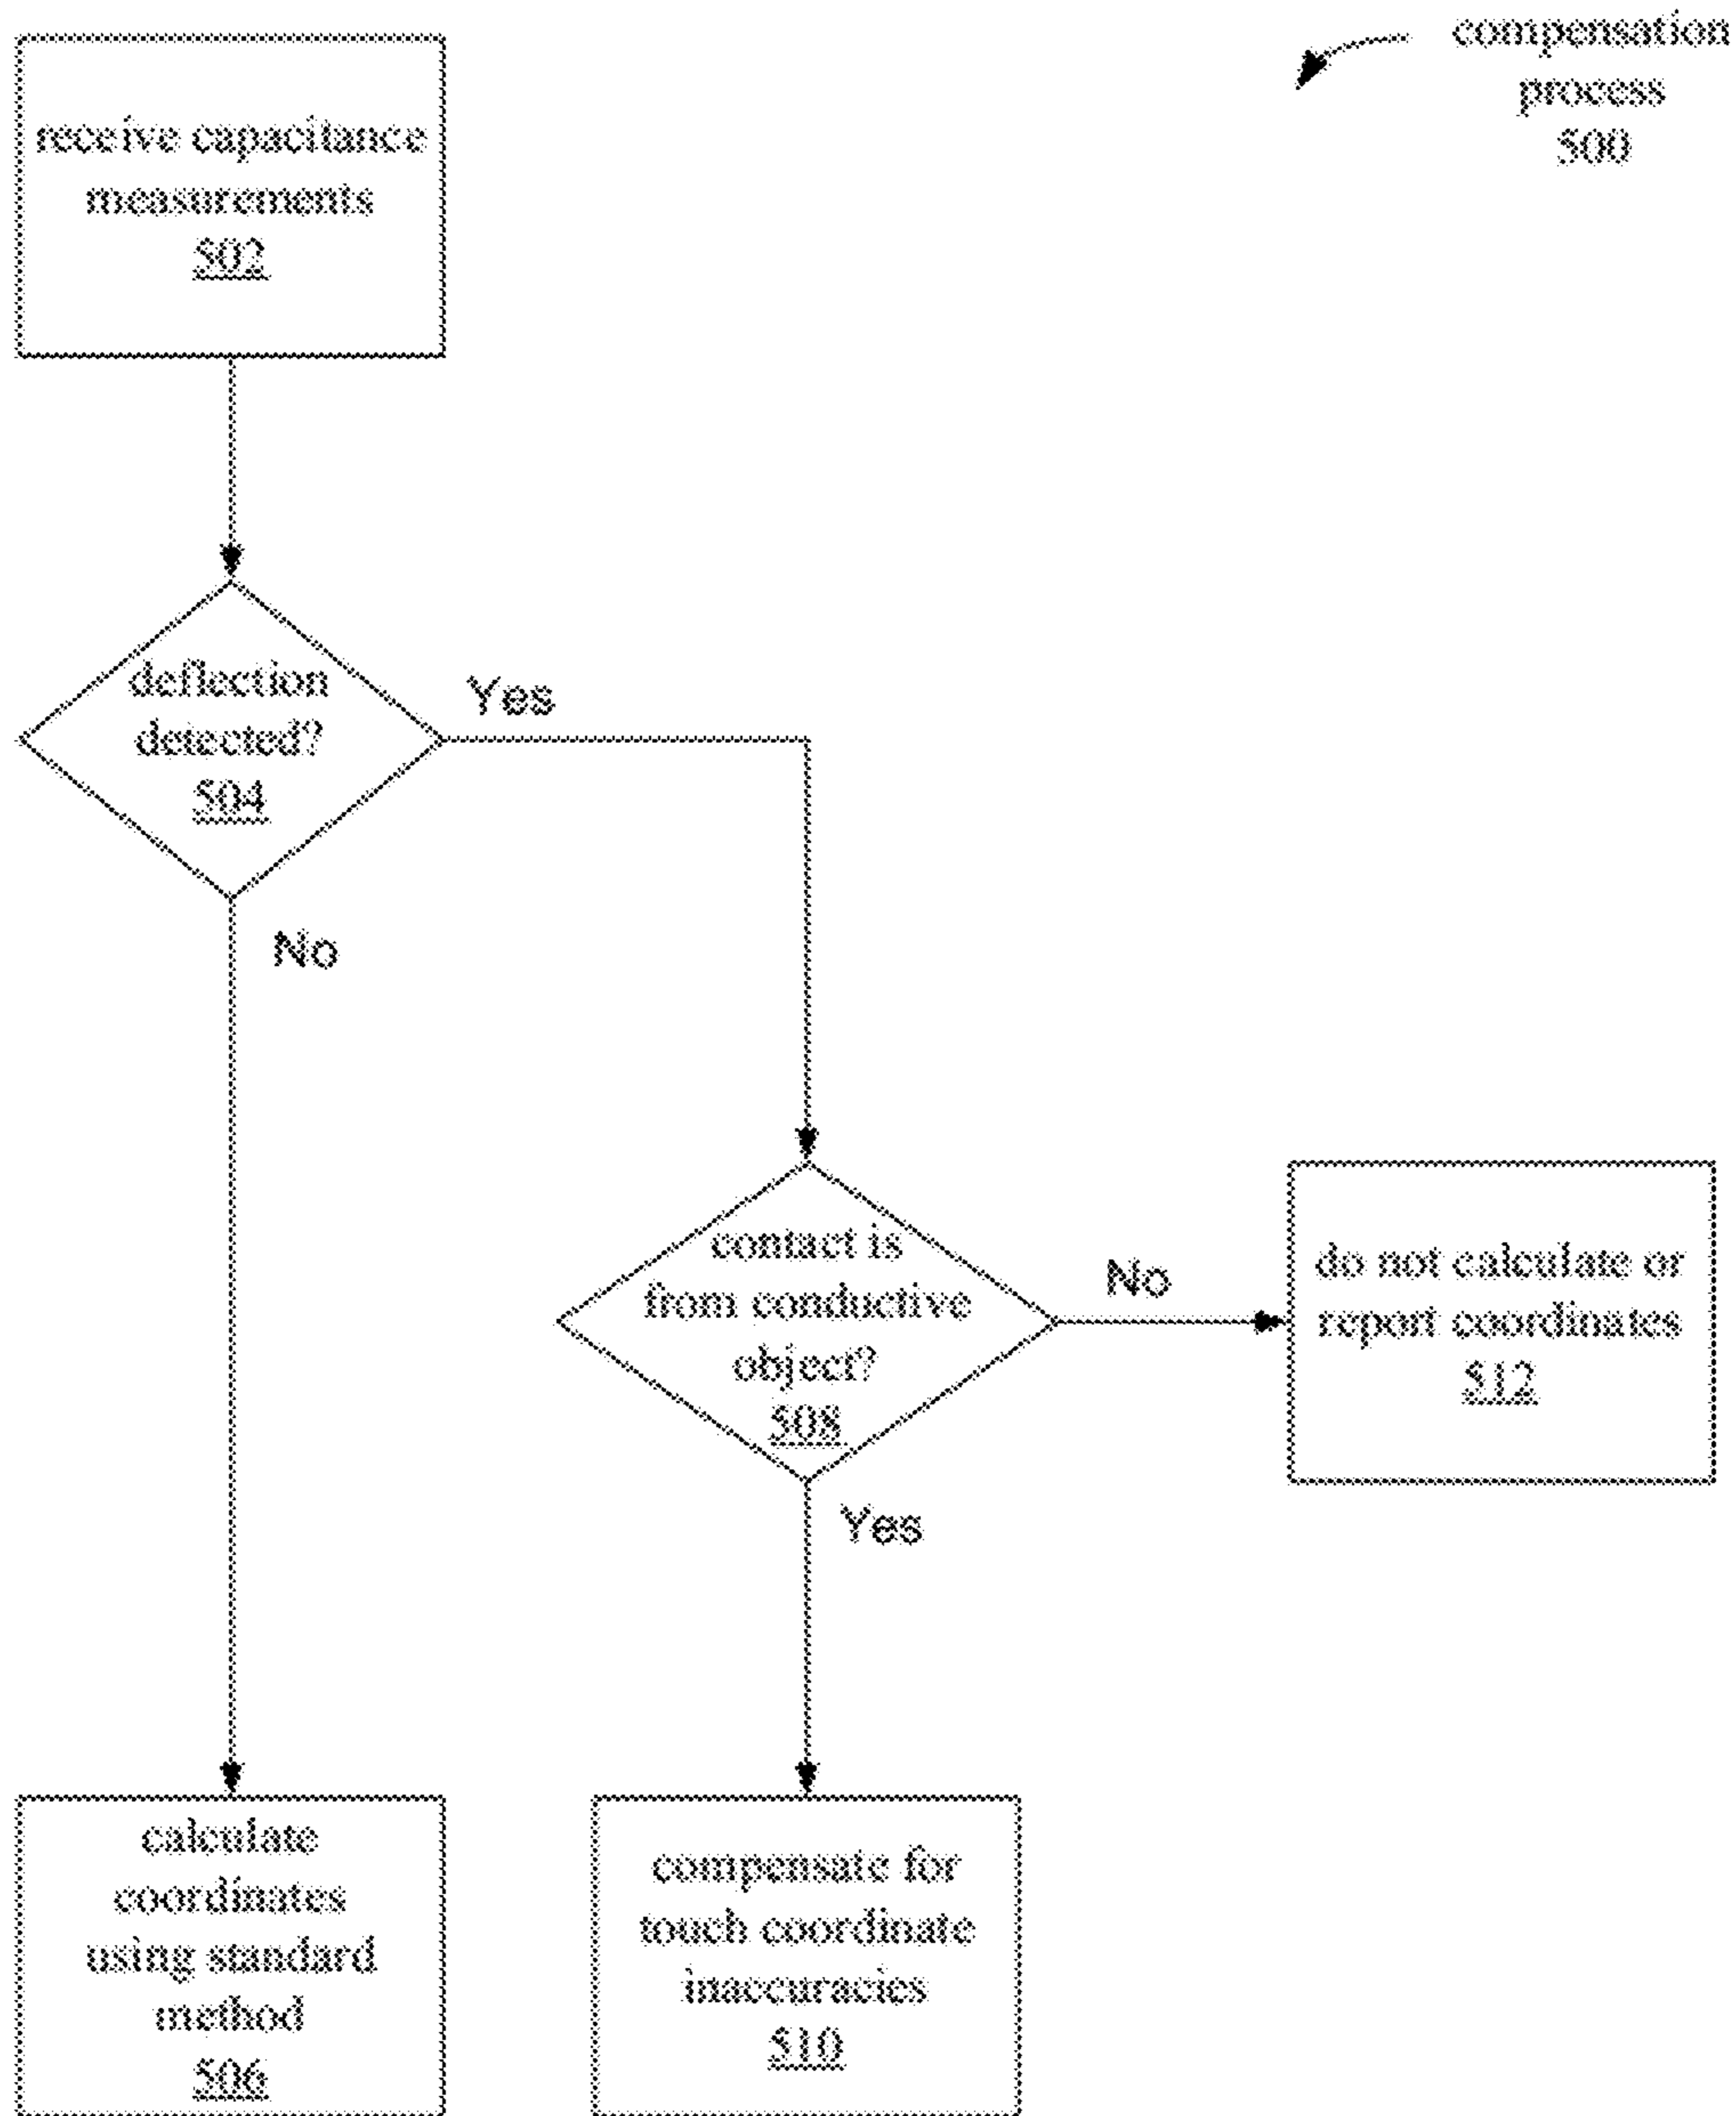 compensation
process
500
receive capacitance
measurements
502
deflection
detected?
504
Yes
No
contact is
from conductive
object?
508
No
do not calculate or
report coordinates
512
Yes
calculate
coordinates
using standard
method
506
compensate for
touch coordinate
inaccuracies
510